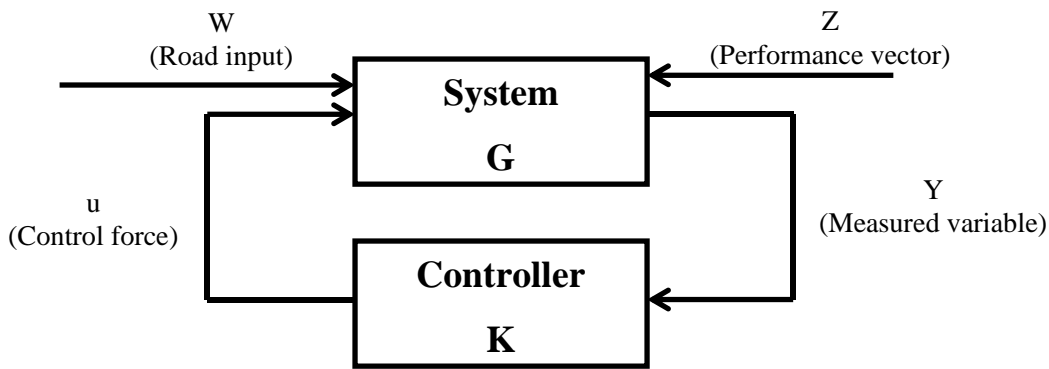 W
(Road input)
Z
(Performance vector)
System
G
u
(Control force)
Y
(Measured variable)
Controller
K